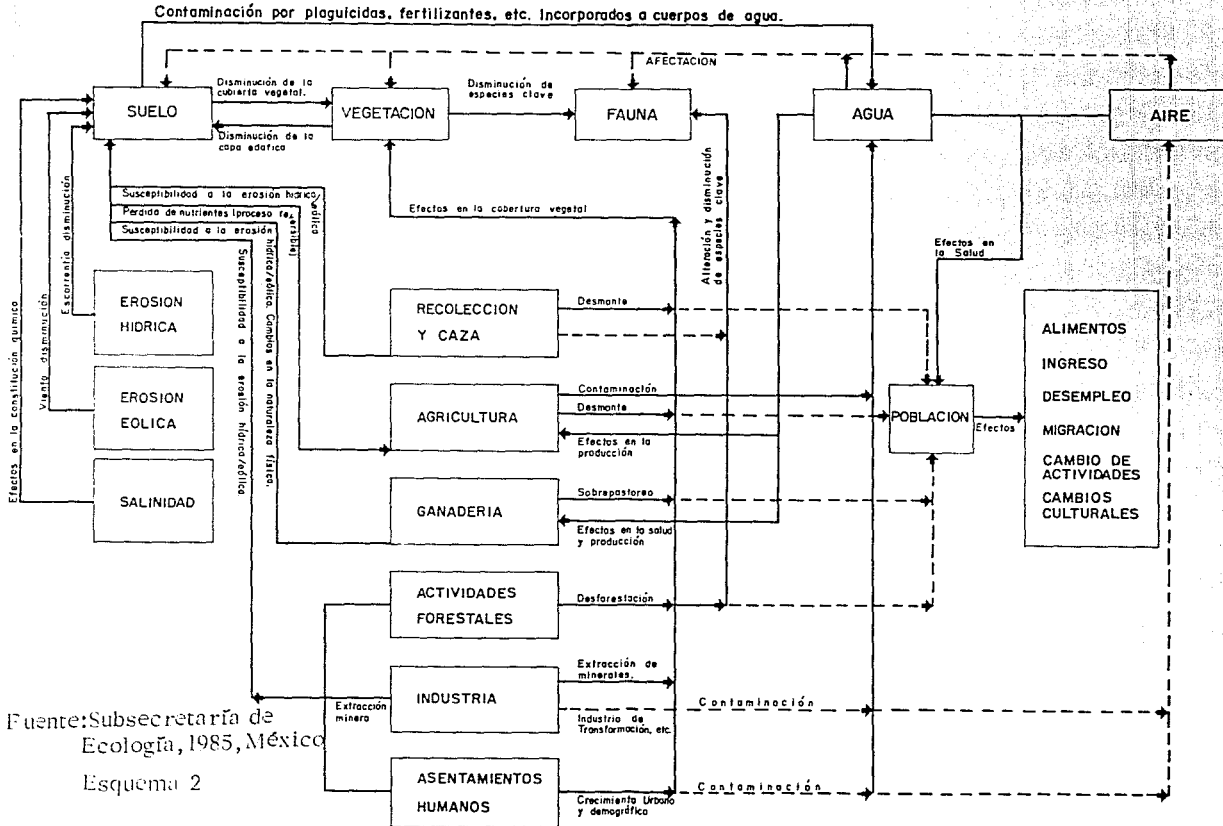 Contaminación por plaguicidas, fertilizantes, etc. Incorporados a cuerpos de agua.
AFECTACION
SUELO
Disminución de la
cubierta vegetal.
Disminución de la
capa edafica
VEGETACION
Disminución de
especies clave
FAUNA
AGUA
AIRE
Susceptibilidad a la erosión hídrica/eólica
Perdida de nutrientes (proceso reversible)
Susceptibilidad a la erosión hídrica/eólica. Cambios en la naturaleza física.
Susceptibilidad a la erosión hídrica/eólica
Efectos en la cobertura vegetal
Alteración y disminución
de especies clave
Efectos en
la Salud
Efectos en la constitución química
Viento disminución
Escorrentía disminución
EROSION
HIDRICA
EROSION
EOLICA
SALINIDAD
RECOLECCION
Y CAZA
Desmonte
AGRICULTURA
Contaminación
Desmonte
Efectos en la
producción
GANADERIA
Sobrepastoreo
Efectos en la salud
y producción
ACTIVIDADES
FORESTALES
Desforestación
INDUSTRIA
Extracción
minera
Extracción de
minerales.
Industria de
Transformación, etc.
Contaminación
ASENTAMIENTOS
HUMANOS
Crecimiento Urbano
y demográfico
Contaminación
POBLACION
Efectos
ALIMENTOS
INGRESO
DESEMPLEO
MIGRACION
CAMBIO DE
ACTIVIDADES
CAMBIOS
CULTURALES
Fuente:Subsecretaría de
Ecología, 1985, México
Esquema 2